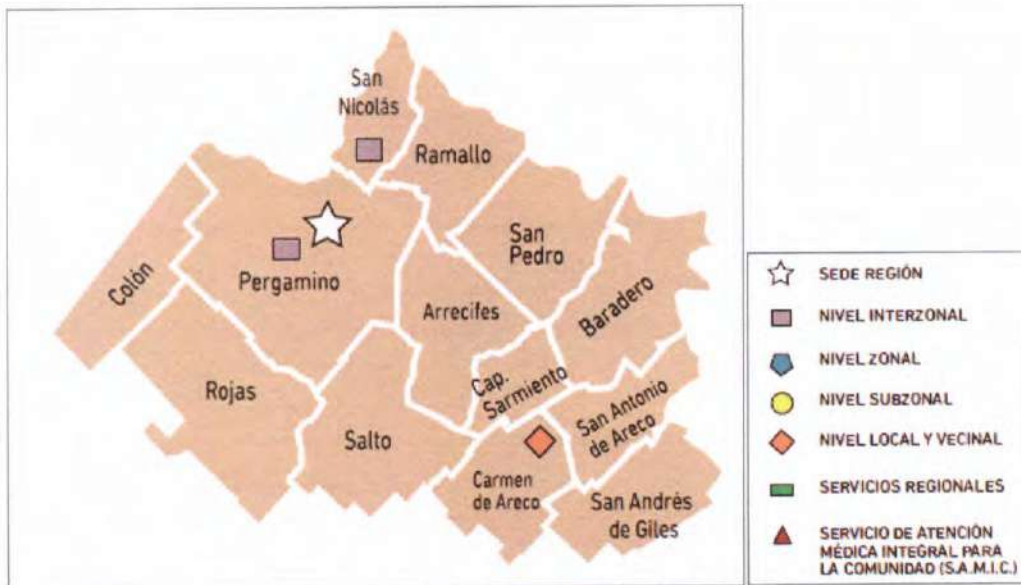 San
Nicolás
Ramallo
San
Pedro
Colón
Pergamino
Arrecifes
Baradero
Rojas
Cap.
Sarmiento
San Antonio
de Areco
Salto
Carmen
de Areco
San Andrés
de Giles
SEDE REGIÓN
NIVEL INTERZONAL
NIVEL ZONAL
NIVEL SUBZONAL
NIVEL LOCAL Y VECINAL
SERVICIOS REGIONALES
SERVICIO DE ATENCIÓN
MÉDICA INTEGRAL PARA
LA COMUNIDAD (S.A.M.I.C.)